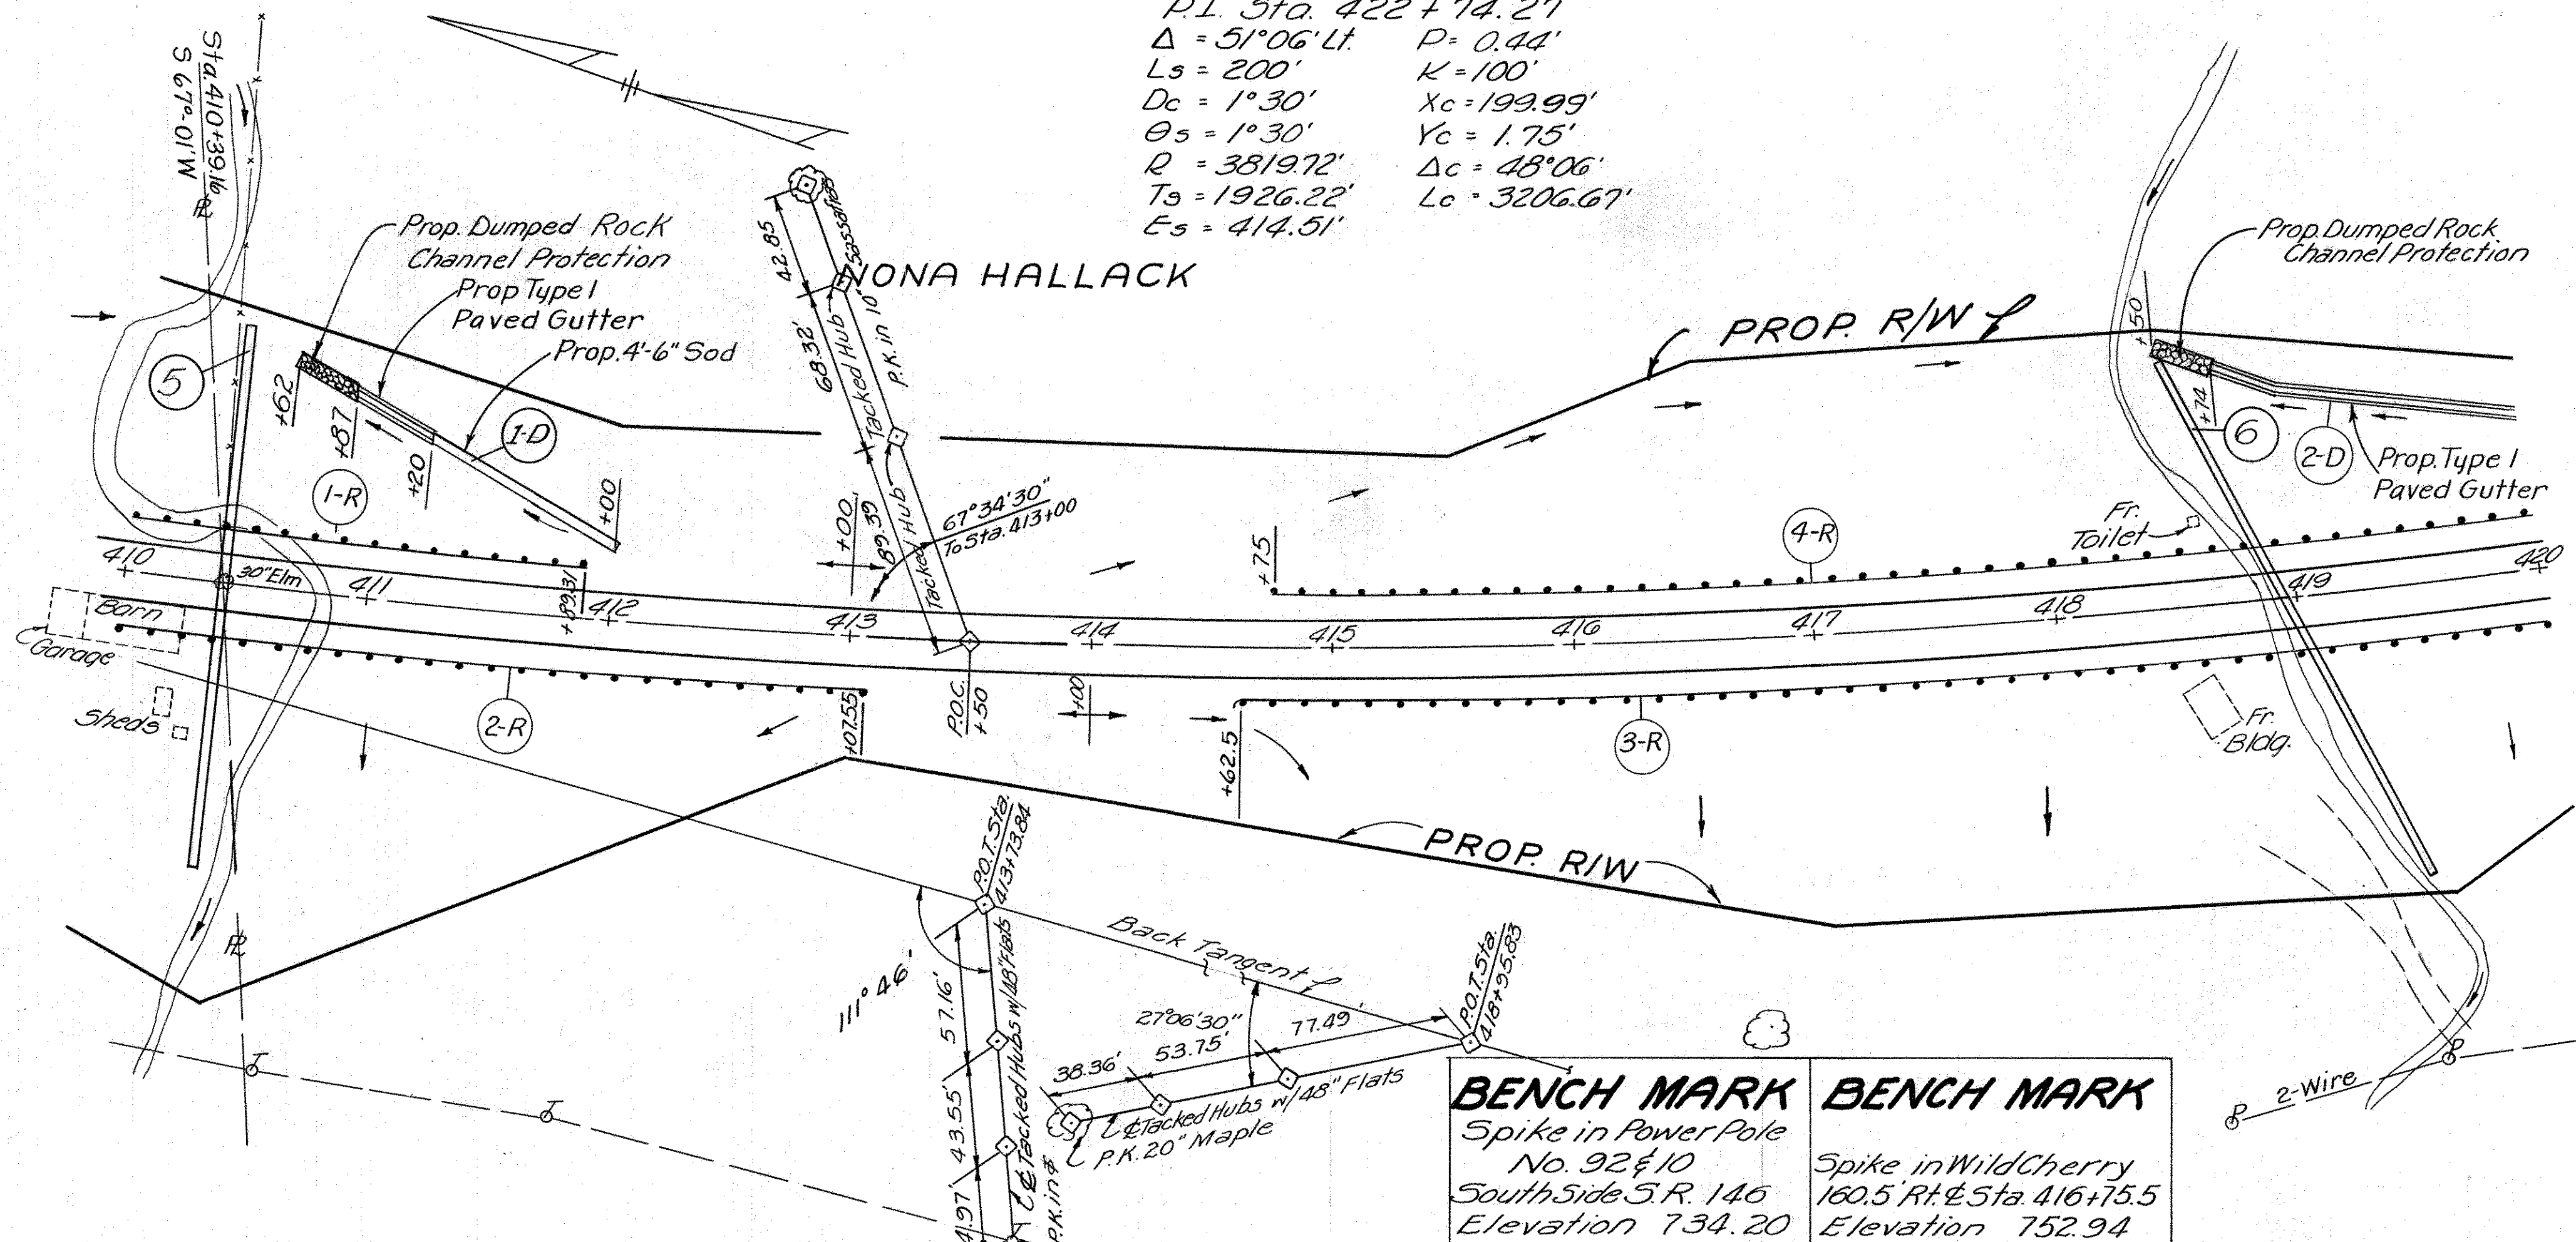 P.I. Sta. 422+74.27
Δ = 51°06' Lt. P= 0.44'
Ls = 200' K =100'
Dc = 1°30' Xc =199.99'
Θs = 1°30' Yc = 1.75'
R = 3819.72' Δc = 48°06'
Ts =1926.22' Lc = 3206.67'
Es = 414.51'
Sta. 410+39.16
S 67°-01'W
PL
Prop. Dumped Rock
Channel Protection
Prop Type 1
Paved Gutter
Prop. 4'-6" Sod
42.85
Sassafras
P.K. in 10"
NONA HALLACK
68.32'
Tacked Hub
PROP. R/W
Prop. Dumped Rock
Channel Protection
+50
+74
5
+62
+87
+20
+00
1-D
1-R
6
2-D
Prop. Type 1
Paved Gutter
+00
89.39
Tacked Hub
67°34'30"
To Sta. 413+00
+75
4-R
Fr.
Toilet
410
30" Elm
411
+89.31
412
413
414
415
416
417
418
419
420
Barn
Garage
Sheds
2-R
+07.55
P.O.C.
+50
+00
+62.5
3-R
Fr.
Bldg.
PROP. R/W
P.O.T. Sta.
413+73.84
Back Tangent
P.O.T. Sta.
418+95.83
PL
111° 46'
57.16'
43.55'
4.97'
℄ Tacked Hubs w/48" Flats
P.K. in
27°06'30"
77.49'
53.75'
38.36'
℄ Tacked Hubs w/48" Flats
P.K. 20" Maple
T
T
P
2-Wire
P
BENCH MARK
Spike in Power Pole
No. 92 & 10
South Side S.R. 146
Elevation 734.20
BENCH MARK
Spike in Wild Cherry
160.5' Rt. ℄ Sta. 416+75.5
Elevation 752.94